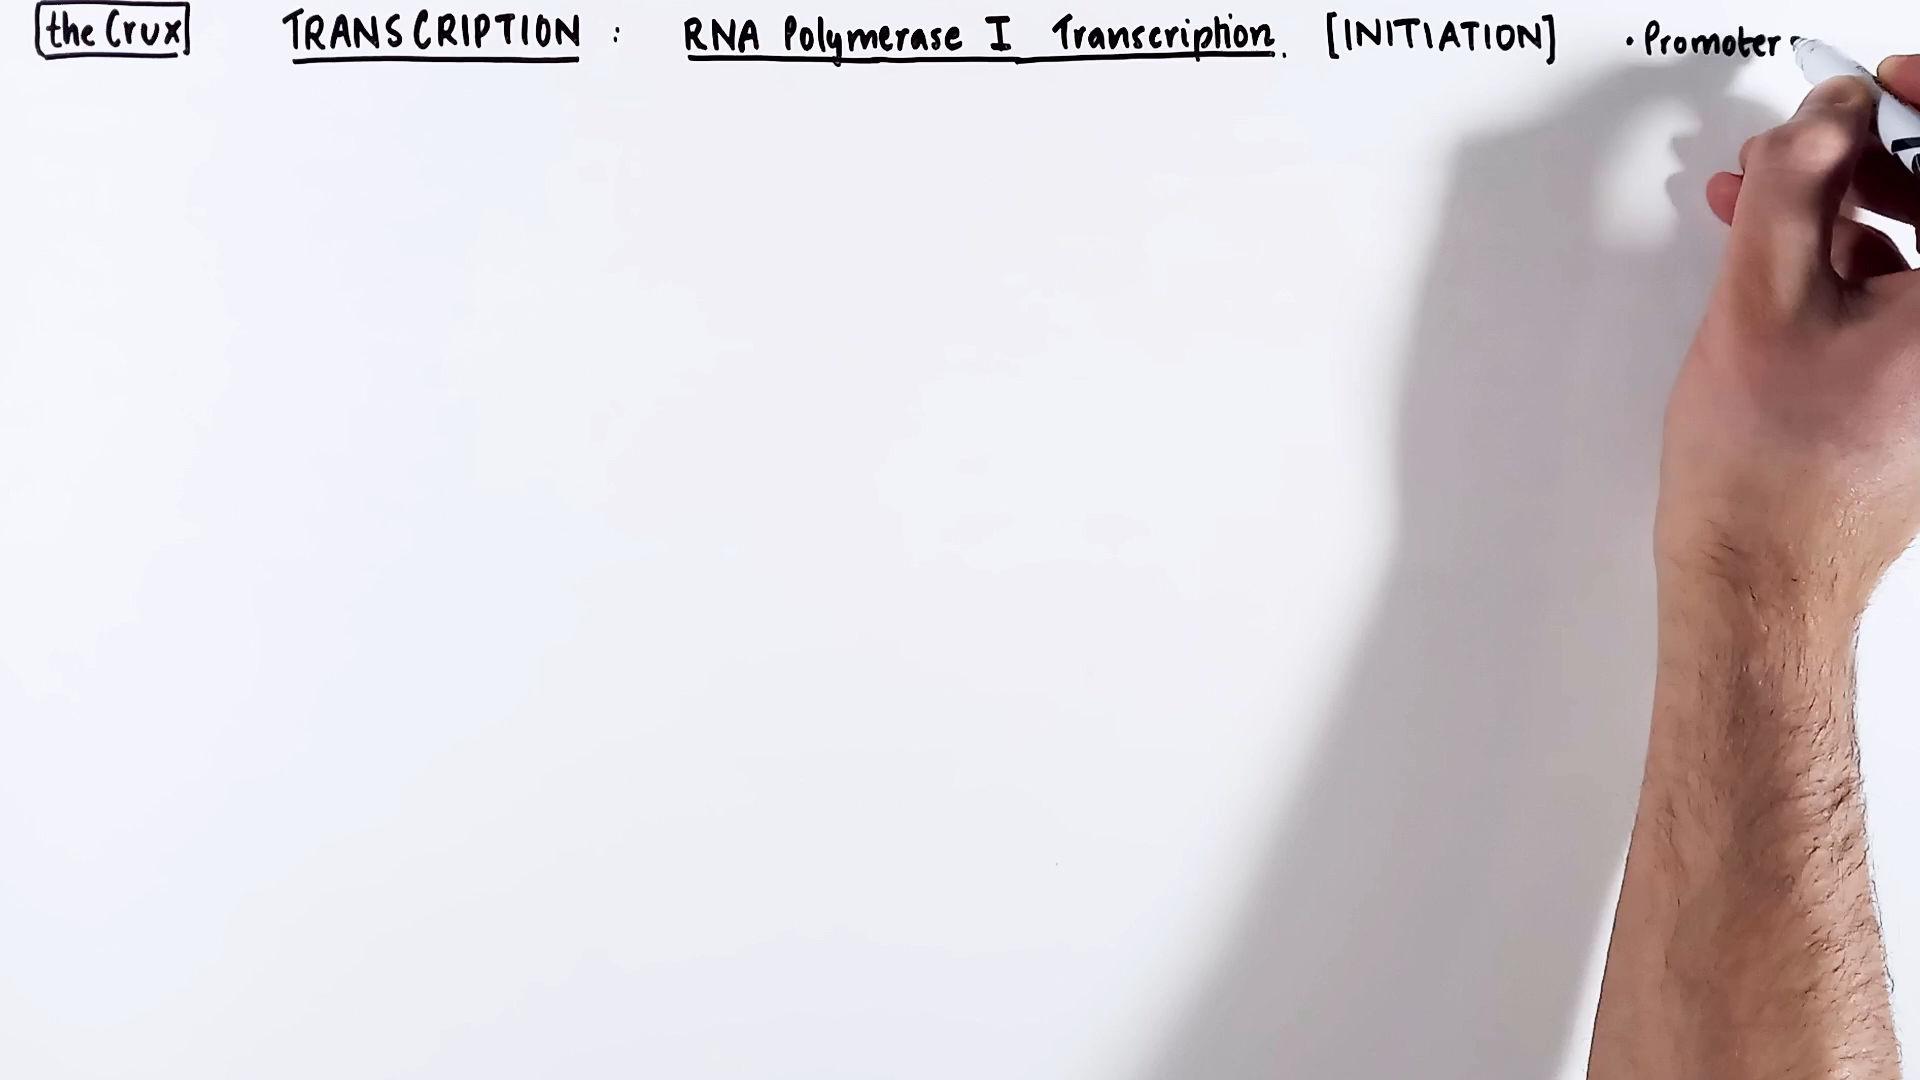 the Crux TRANSCRIPTION : RNA Polymerase I Transcription. [INITIATION] • Promoter